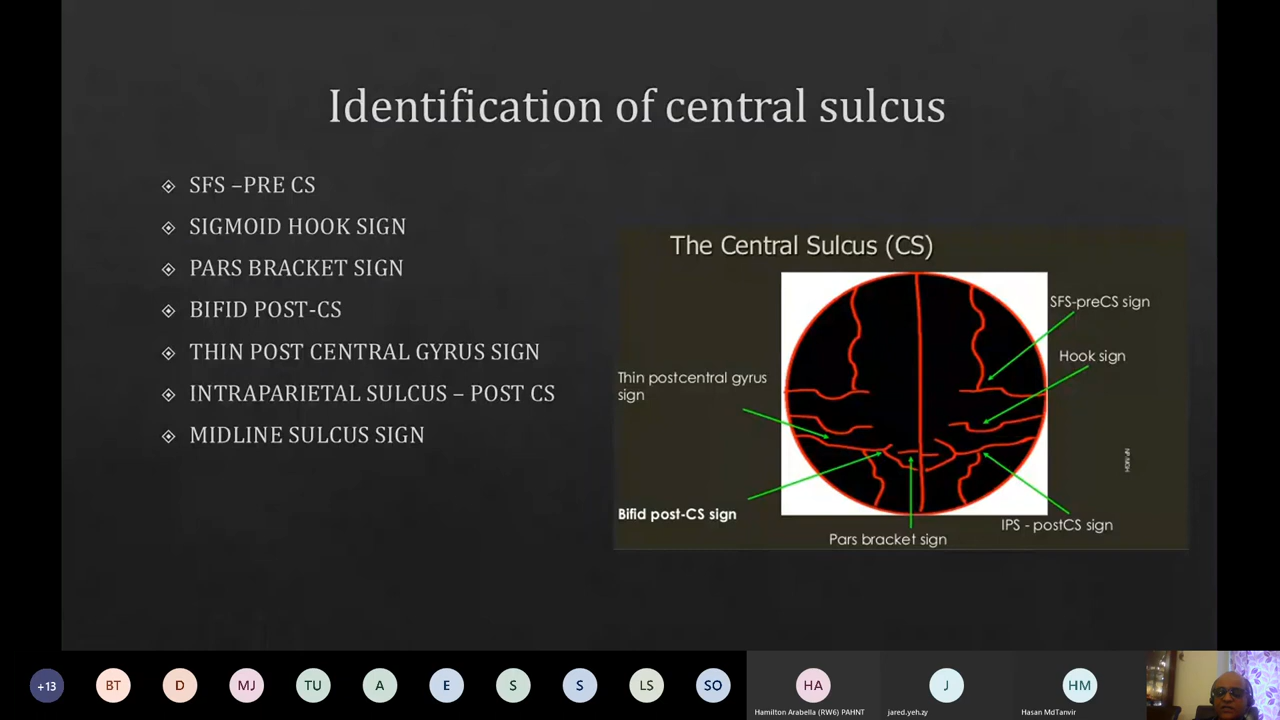 Identification of central sulcus
SFS –PRE CS
SIGMOID HOOK SIGN
PARS BRACKET SIGN
BIFID POST-CS
THIN POST CENTRAL GYRUS SIGN
INTRAPARIETAL SULCUS – POST CS
MIDLINE SULCUS SIGN
The Central Sulcus (CS)
SFS-preCS sign
Hook sign
Thin postcentral gyrus
sign
Bifid post-CS sign
IPS - postCS sign
Pars bracket sign
+13 BT D MJ TU A E S S LS SO HA J HM
Hamilton Arabella (RW6) PAHNT jared.yeh.zy Hasan MdTanvir